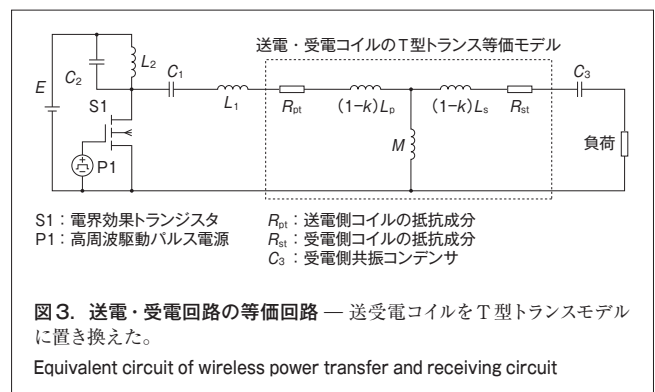 送電・受電コイルのT型トランス等価モデル
E
C2
L2
C1
S1
P1
L1
Rpt
(1−k)Lp
(1−k)Ls
Rst
M
C3
負荷
S1：電界効果トランジスタ
P1：高周波駆動パルス電源
Rpt：送電側コイルの抵抗成分
Rst：受電側コイルの抵抗成分
C3：受電側共振コンデンサ
図3. 送電・受電回路の等価回路 — 送受電コイルをT型トランスモデル
に置き換えた。
Equivalent circuit of wireless power transfer and receiving circuit